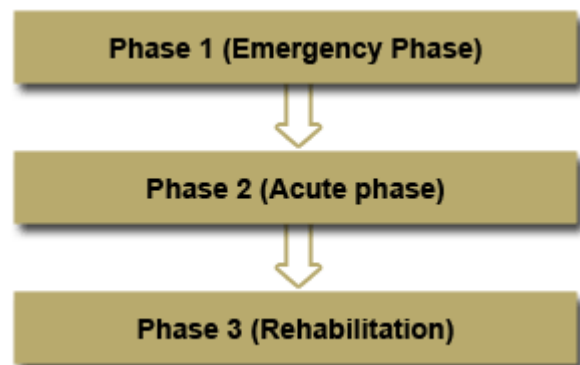 Phase 1 (Emergency Phase)
Phase 2 (Acute phase)
Phase 3 (Rehabilitation)